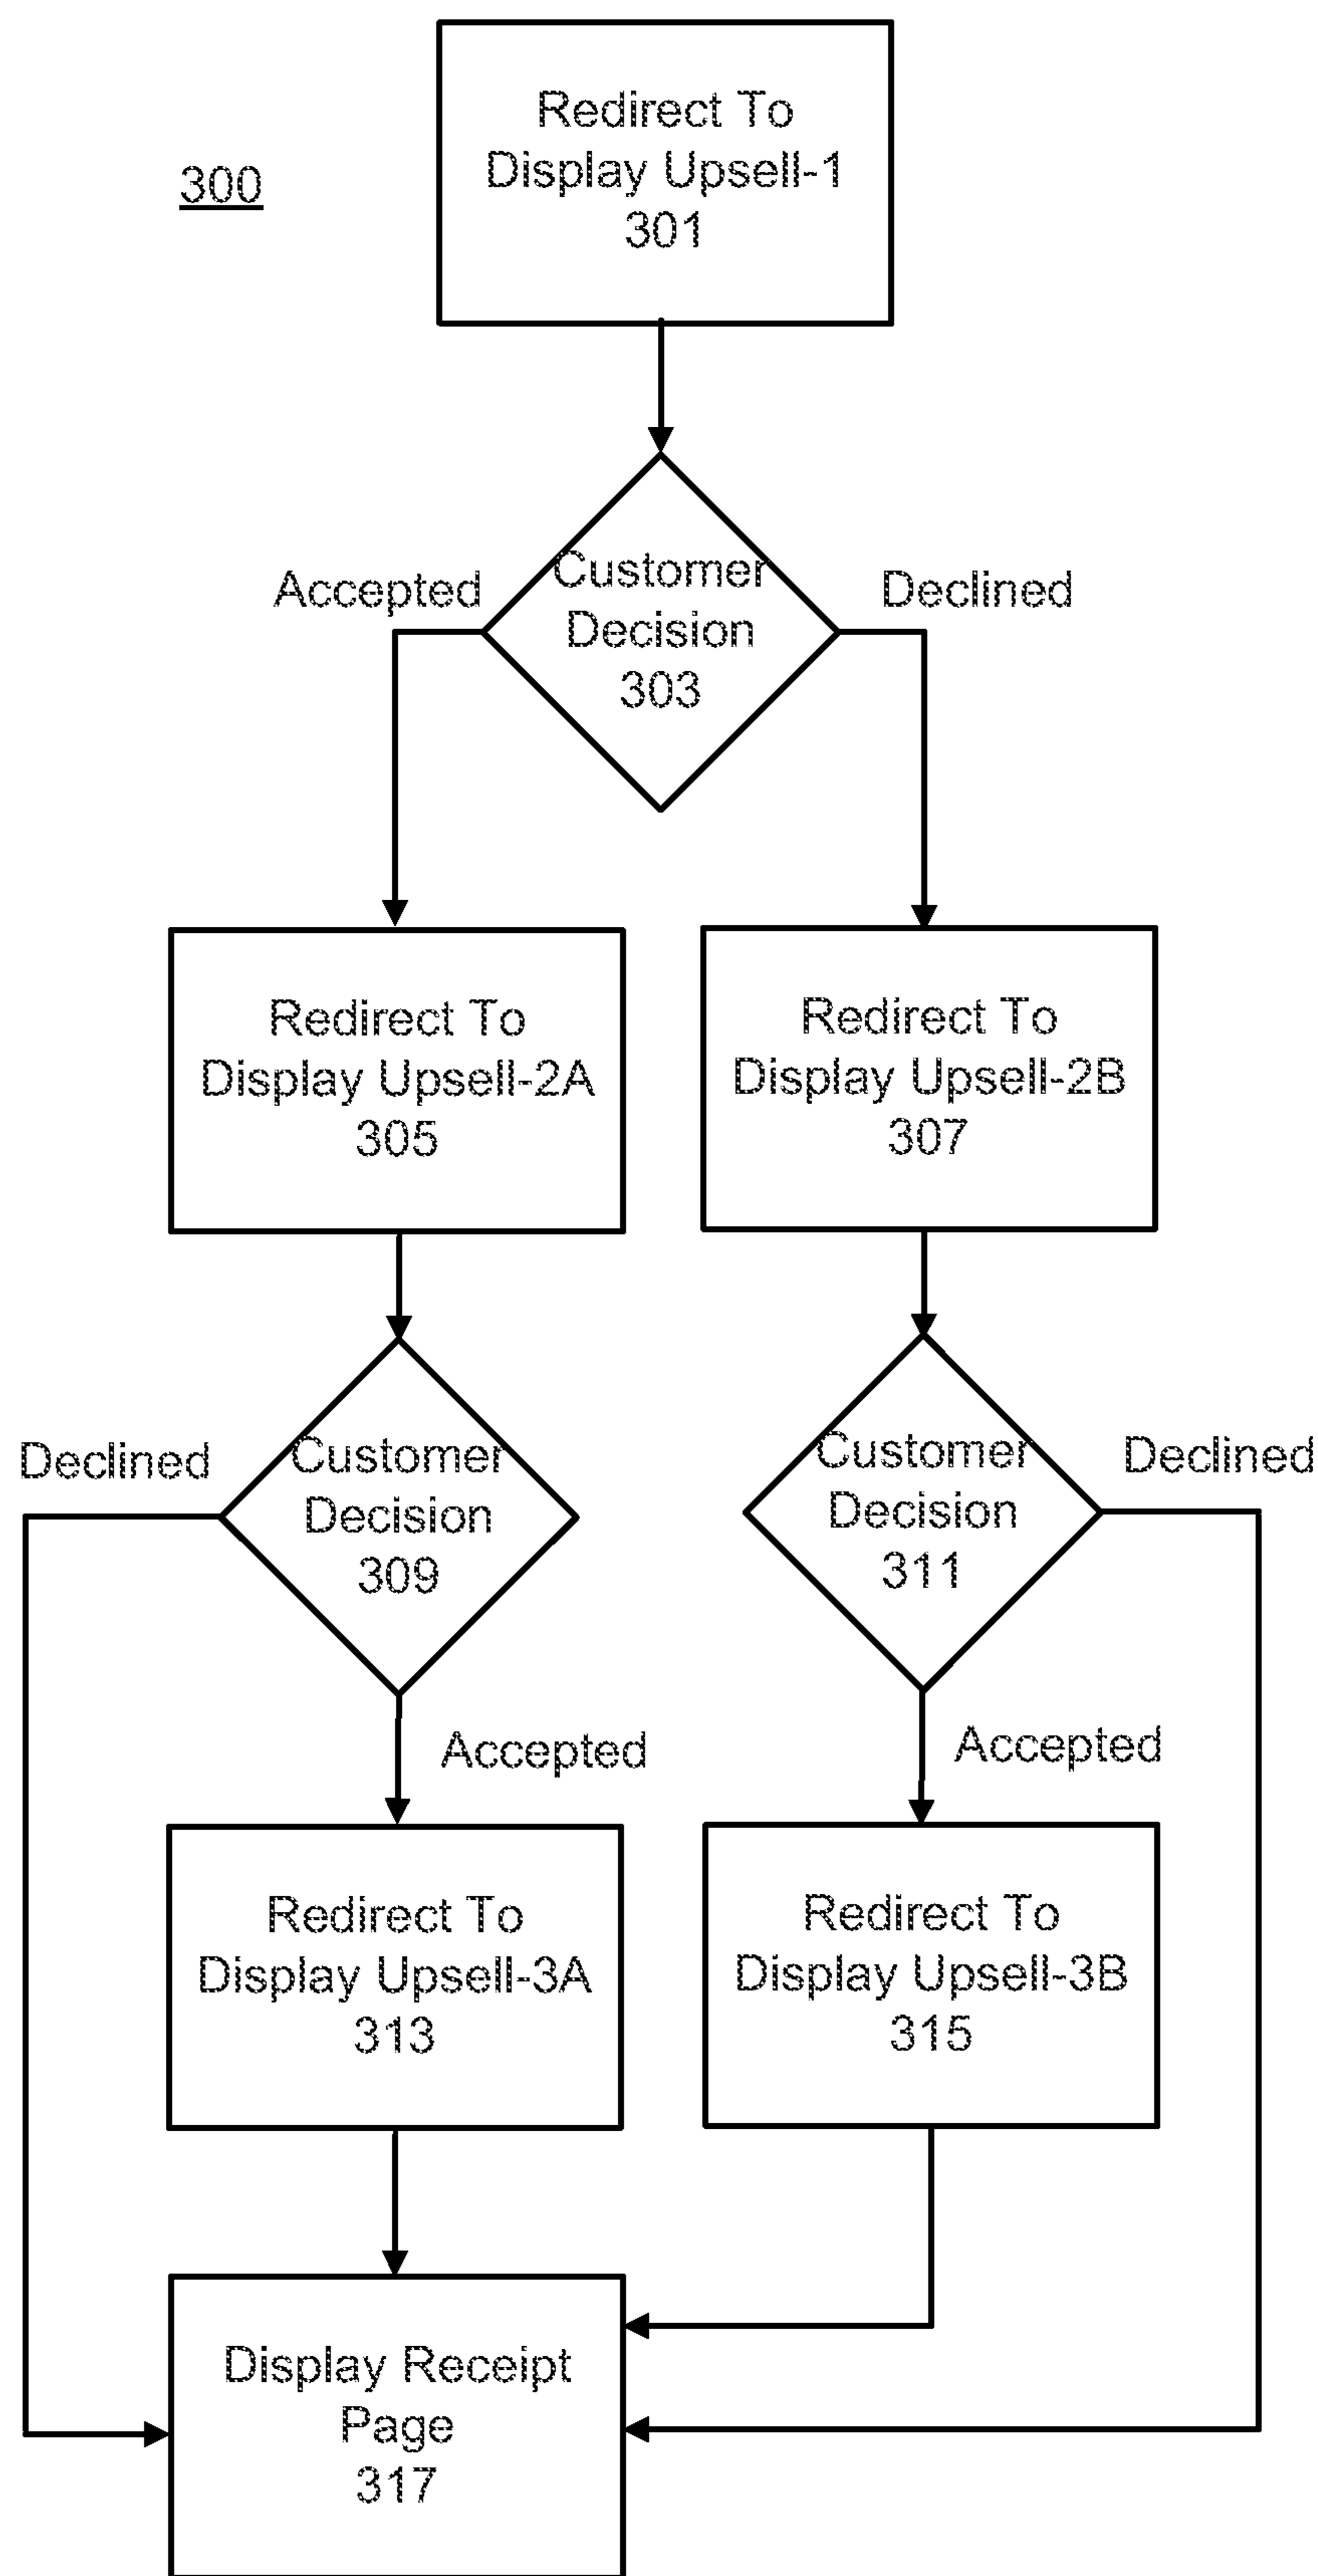 Redirect To
Display Upsell-1
301
300
Accepted
Customer
Decision
303
Declined
Redirect To
Display Upsell-2A
305
Redirect To
Display Upsell-2B
307
Declined
Customer
Decision
309
Customer
Decision
311
Declined
Accepted
Accepted
Redirect To
Display Upsell-3A
313
Redirect To
Display Upsell-3B
315
Display Receipt
Page
317